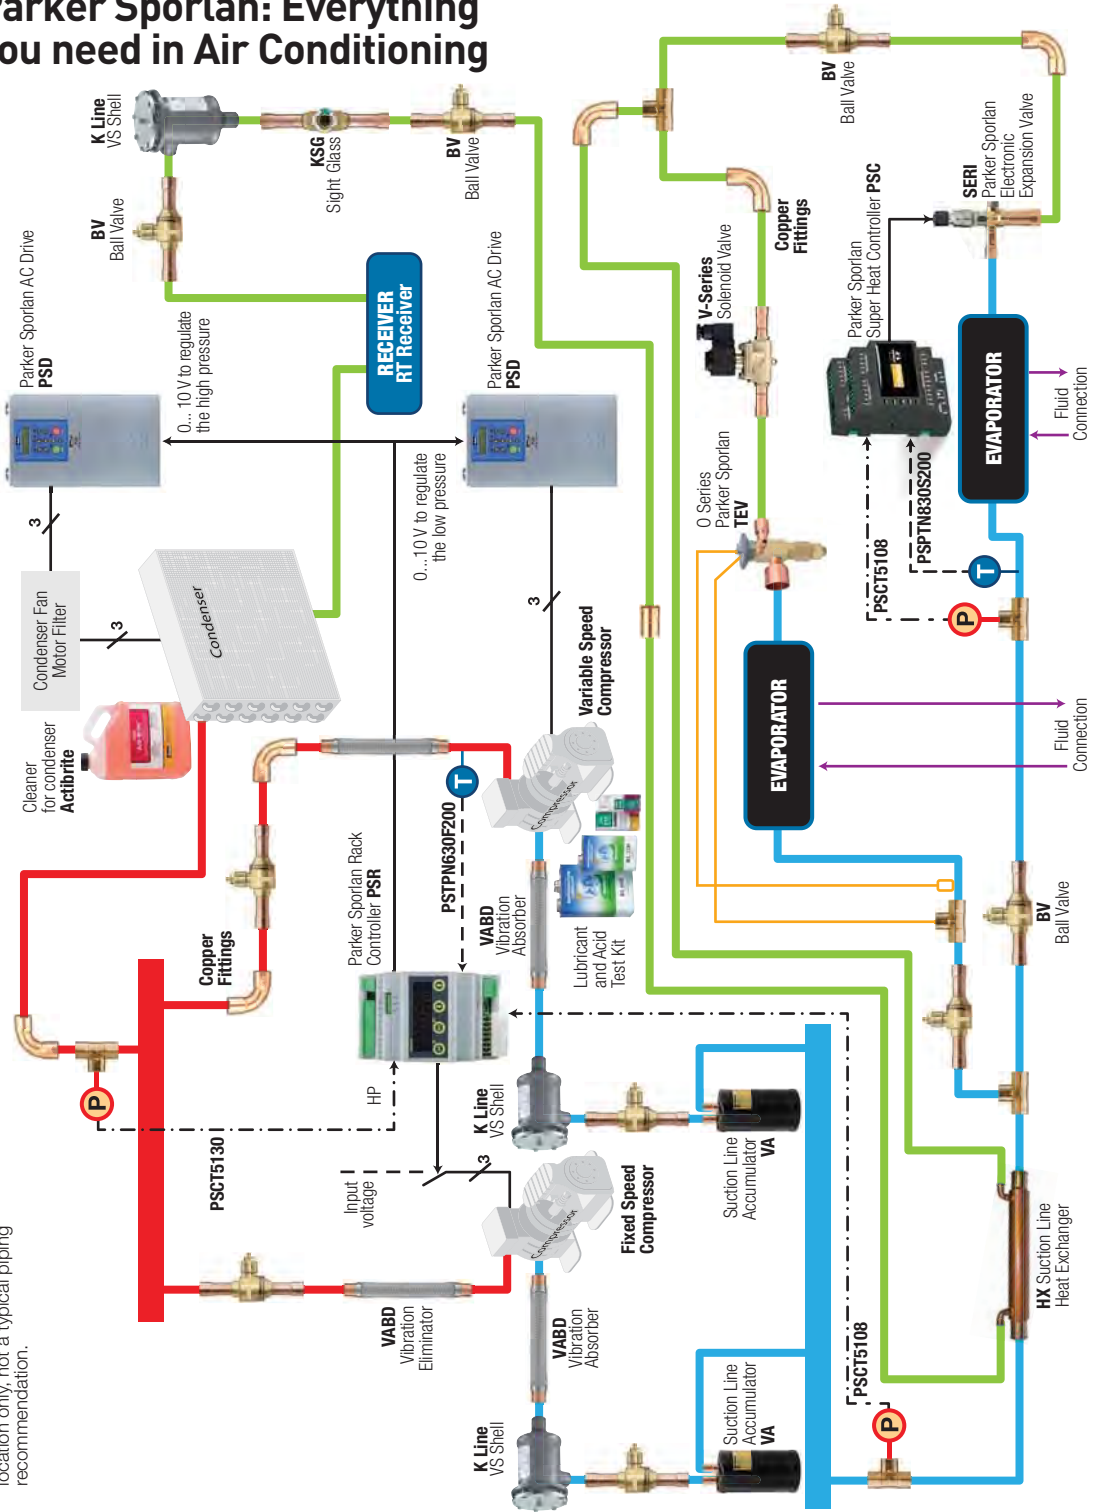 Parker Sporlan: Everything
ou need in Air Conditioning
location only, not a typical piping
recommendation.
K Line
VS Shell
BV
Ball Valve
KSG
Sight Glass
BV
Ball Valve
BV
Ball Valve
Parker Sporlan AC Drive
PSD
0... 10 V to regulate
the high pressure
RECEIVER
RT Receiver
Parker Sporlan AC Drive
PSD
0...10 V to regulate
the low pressure
3
3
3
Condenser Fan
Motor Filter
Condenser
Cleaner
for condenser
Actibrite
Copper
Fittings
V-Series
Solenoid Valve
Copper
Fittings
SERI
Parker Sporlan
Electronic
Expansion Valve
Parker Sporlan
Super Heat Controller PSC
O Series
Parker Sporlan
TEV
PSCT5108
PSPTN830S200
P
T
EVAPORATOR
Fluid
Connection
EVAPORATOR
Fluid
Connection
Variable Speed
Compressor
Compressor
T
PSTPN630F200
Parker Sporlan Rack
Controller PSR
VABD
Vibration
Absorber
Lubricant
and Acid
Test Kit
P
HP
PSCT5130
Input
voltage
3
K Line
VS Shell
Fixed Speed
Compressor
Compressor
Suction Line
Accumulator
VA
BV
Ball Valve
VABD
Vibration
Eliminator
VABD
Vibration
Absorber
K Line
VS Shell
Suction Line
Accumulator
VA
PSCT5108
P
HX Suction Line
Heat Exchanger